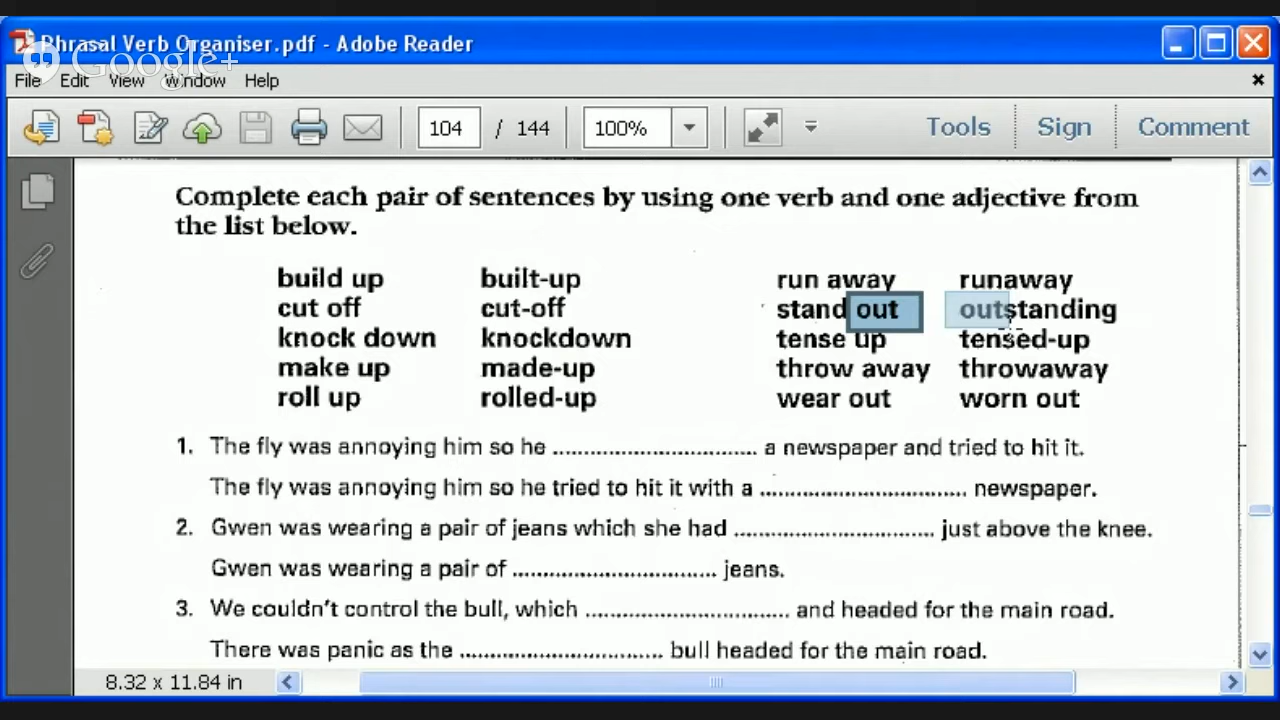 Phrasal Verb Organiser.pdf - Adobe Reader
Google+
File Edit View Window Help
104 / 144 100% Tools Sign Comment
Complete each pair of sentences by using one verb and one adjective from
the list below.
build up built-up run away runaway
cut off cut-off stand out outstanding
knock down knockdown tense up tensed-up
make up made-up throw away throwaway
roll up rolled-up wear out worn out
1. The fly was annoying him so he .............................. a newspaper and tried to hit it.
The fly was annoying him so he tried to hit it with a .............................. newspaper.
2. Gwen was wearing a pair of jeans which she had .............................. just above the knee.
Gwen was wearing a pair of .............................. jeans.
3. We couldn't control the bull, which .............................. and headed for the main road.
There was panic as the .............................. bull headed for the main road.
8.32 x 11.84 in